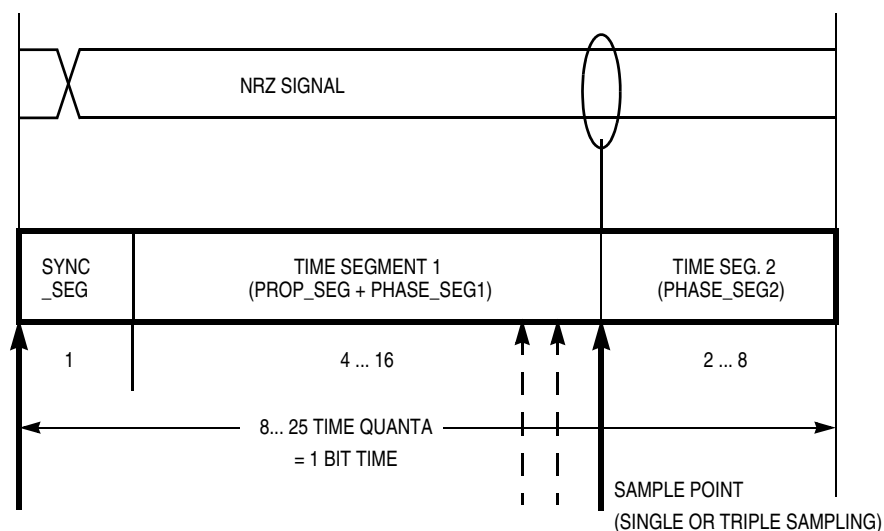 NRZ SIGNAL
SYNC
_SEG
TIME SEGMENT 1
(PROP_SEG + PHASE_SEG1)
TIME SEG. 2
(PHASE_SEG2)
1
4 ... 16
2 ... 8
8... 25 TIME QUANTA
= 1 BIT TIME
SAMPLE POINT
(SINGLE OR TRIPLE SAMPLING)